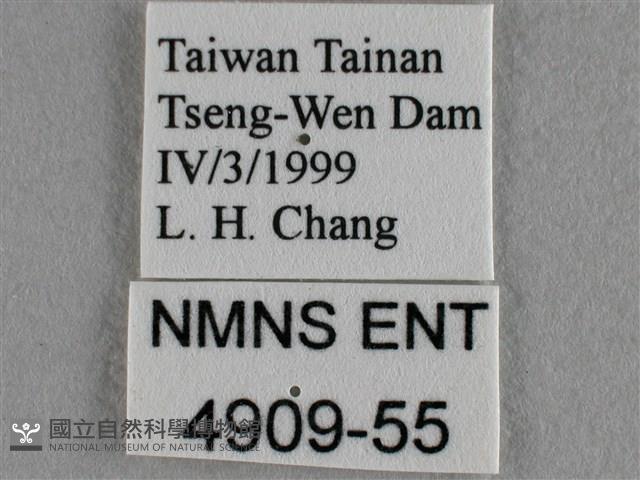 Taiwan Tainan
Tseng-Wen Dam
IV/3/1999
L. H. Chang
NMNS ENT
4909-55
國立自然科學博物館
NATIONAL MUSEUM OF NATURAL SCIENCE